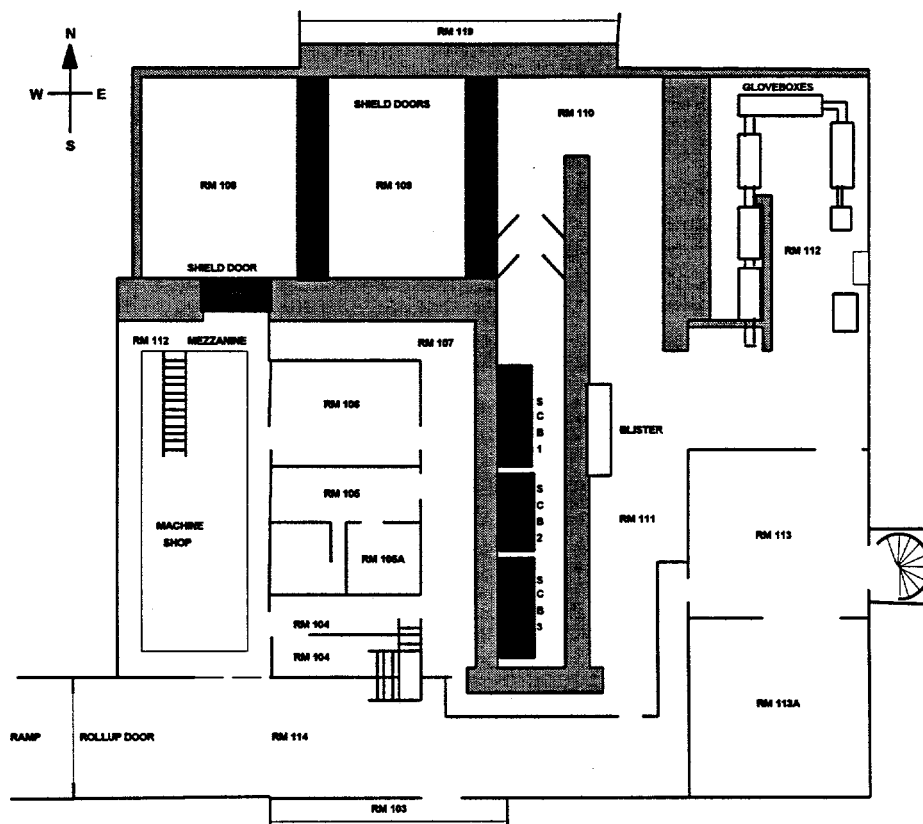 RM 119
N
W
E
S
GLOVEBOXES
SHIELD DOORS
RM 110
RM 108
RM 109
RM 112
SHIELD DOOR
RM 112
MEZZANINE
RM 107
RM 106
S
C
B
1
BLISTER
RM 105
S
C
B
2
RM 111
MACHINE
SHOP
RM 105A
RM 113
S
C
B
3
RM 104
RM 104
RM 113A
RAMP
ROLLUP DOOR
RM 114
RM 103